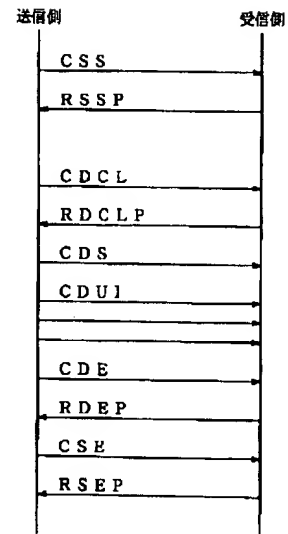 送信側 受信側
CSS
RSSP
CDCL
RDCLP
CDS
CDUI
CDE
RDEP
CSE
RSEP